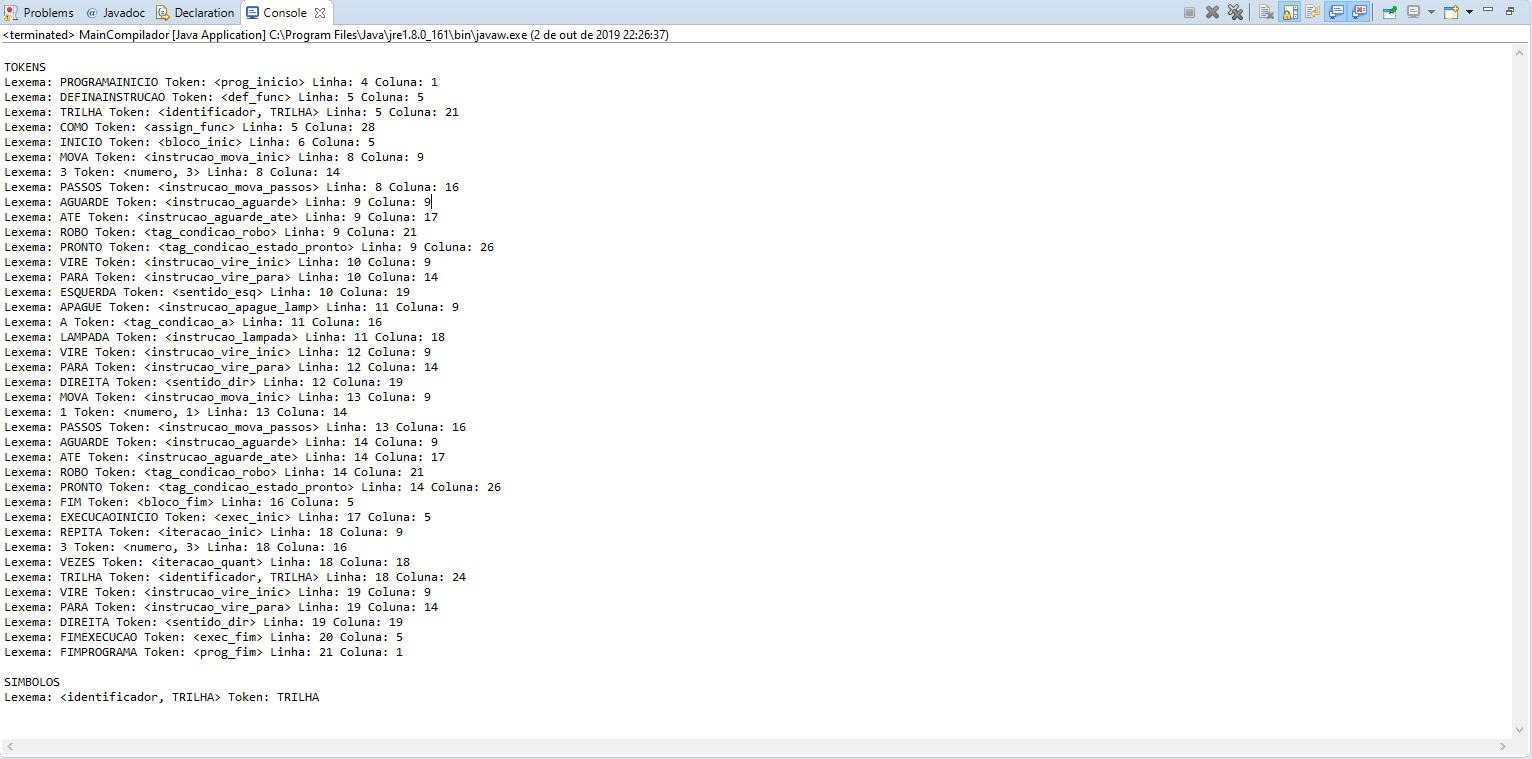 Problems @ Javadoc Declaration Console
<terminated> MainCompilador [Java Application] C:\Program Files\Java\jre1.8.0_161\bin\javaw.exe (2 de out de 2019 22:26:37)
TOKENS
Lexema: PROGRAMAINICIO Token: <prog_inicio> Linha: 4 Coluna: 1
Lexema: DEFINAINSTRUCAO Token: <def_func> Linha: 5 Coluna: 5
Lexema: TRILHA Token: <identificador, TRILHA> Linha: 5 Coluna: 21
Lexema: COMO Token: <assign_func> Linha: 5 Coluna: 28
Lexema: INICIO Token: <bloco_inic> Linha: 6 Coluna: 5
Lexema: MOVA Token: <instrucao_mova_inic> Linha: 8 Coluna: 9
Lexema: 3 Token: <numero, 3> Linha: 8 Coluna: 14
Lexema: PASSOS Token: <instrucao_mova_passos> Linha: 8 Coluna: 16
Lexema: AGUARDE Token: <instrucao_aguarde> Linha: 9 Coluna: 9
Lexema: ATE Token: <instrucao_aguarde_ate> Linha: 9 Coluna: 17
Lexema: ROBO Token: <tag_condicao_robo> Linha: 9 Coluna: 21
Lexema: PRONTO Token: <tag_condicao_estado_pronto> Linha: 9 Coluna: 26
Lexema: VIRE Token: <instrucao_vire_inic> Linha: 10 Coluna: 9
Lexema: PARA Token: <instrucao_vire_para> Linha: 10 Coluna: 14
Lexema: ESQUERDA Token: <sentido_esq> Linha: 10 Coluna: 19
Lexema: APAGUE Token: <instrucao_apague_lamp> Linha: 11 Coluna: 9
Lexema: A Token: <tag_condicao_a> Linha: 11 Coluna: 16
Lexema: LAMPADA Token: <instrucao_lampada> Linha: 11 Coluna: 18
Lexema: VIRE Token: <instrucao_vire_inic> Linha: 12 Coluna: 9
Lexema: PARA Token: <instrucao_vire_para> Linha: 12 Coluna: 14
Lexema: DIREITA Token: <sentido_dir> Linha: 12 Coluna: 19
Lexema: MOVA Token: <instrucao_mova_inic> Linha: 13 Coluna: 9
Lexema: 1 Token: <numero, 1> Linha: 13 Coluna: 14
Lexema: PASSOS Token: <instrucao_mova_passos> Linha: 13 Coluna: 16
Lexema: AGUARDE Token: <instrucao_aguarde> Linha: 14 Coluna: 9
Lexema: ATE Token: <instrucao_aguarde_ate> Linha: 14 Coluna: 17
Lexema: ROBO Token: <tag_condicao_robo> Linha: 14 Coluna: 21
Lexema: PRONTO Token: <tag_condicao_estado_pronto> Linha: 14 Coluna: 26
Lexema: FIM Token: <bloco_fim> Linha: 16 Coluna: 5
Lexema: EXECUCAOINICIO Token: <exec_inic> Linha: 17 Coluna: 5
Lexema: REPITA Token: <iteracao_inic> Linha: 18 Coluna: 9
Lexema: 3 Token: <numero, 3> Linha: 18 Coluna: 16
Lexema: VEZES Token: <iteracao_quant> Linha: 18 Coluna: 18
Lexema: TRILHA Token: <identificador, TRILHA> Linha: 18 Coluna: 24
Lexema: VIRE Token: <instrucao_vire_inic> Linha: 19 Coluna: 9
Lexema: PARA Token: <instrucao_vire_para> Linha: 19 Coluna: 14
Lexema: DIREITA Token: <sentido_dir> Linha: 19 Coluna: 19
Lexema: FIMEXECUCAO Token: <exec_fim> Linha: 20 Coluna: 5
Lexema: FIMPROGRAMA Token: <prog_fim> Linha: 21 Coluna: 1
SIMBOLOS
Lexema: <identificador, TRILHA> Token: TRILHA